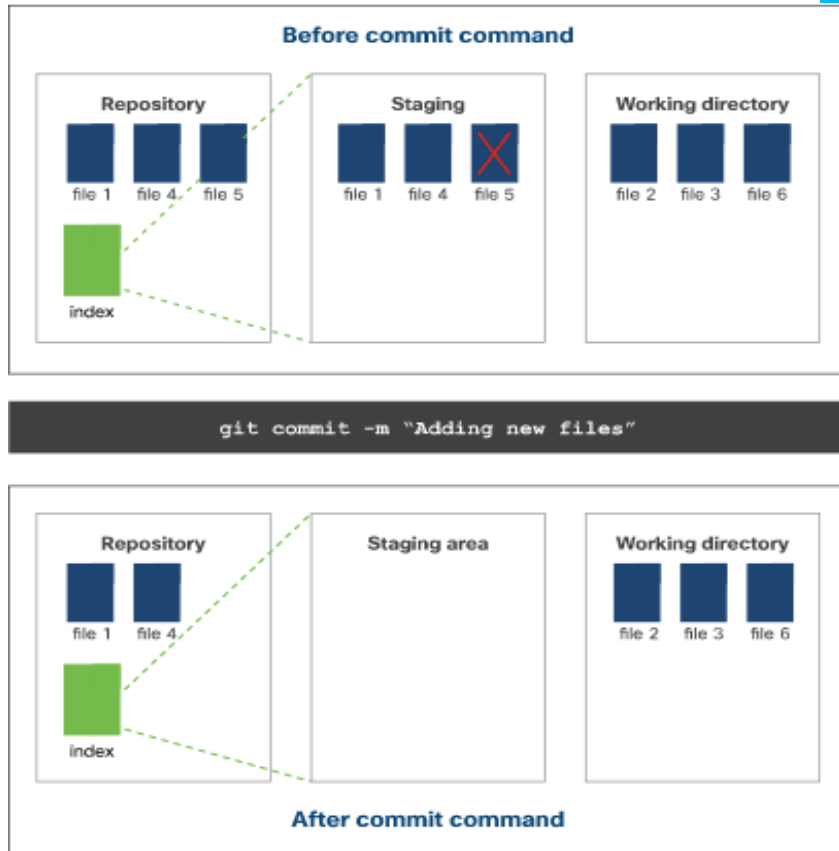 Before commit command
Repository
Staging
Working directory
file 1 file 4 file 5
file 1 file 4 file 5
file 2 file 3 file 6
index
git commit -m “Adding new files”
Repository
Staging area
Working directory
file 1 file 4
file 2 file 3 file 6
index
After commit command